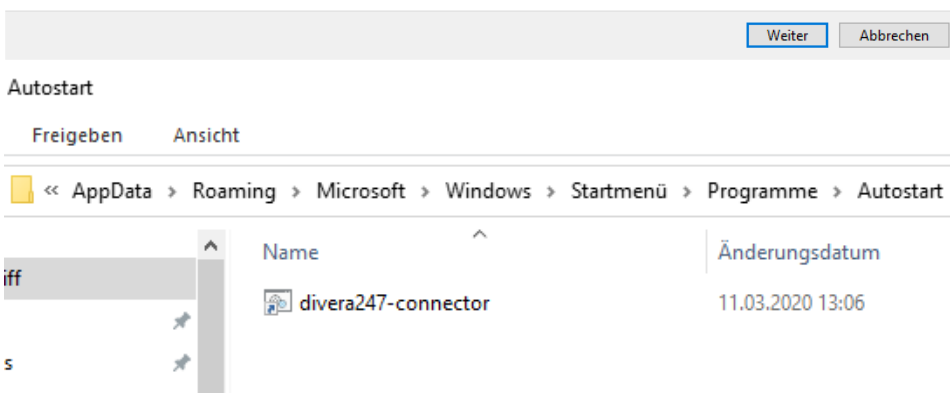 Weiter Abbrechen
Autostart
Freigeben Ansicht
« AppData > Roaming > Microsoft > Windows > Startmenü > Programme > Autostart
Name Änderungsdatum
iff
divera247-connector 11.03.2020 13:06
s